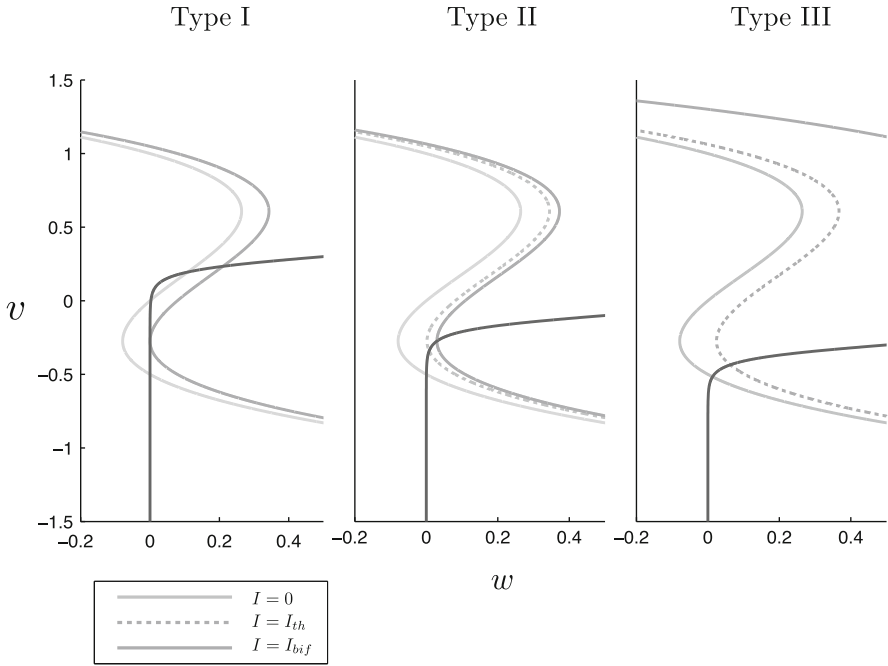 Type I Type II Type III
1.5
1
0.5
0
−0.5
−1
−1.5
v
−0.2 0 0.2 0.4 −0.2 0 0.2 0.4 −0.2 0 0.2 0.4
w
I = 0
I = I_th
I = I_bif